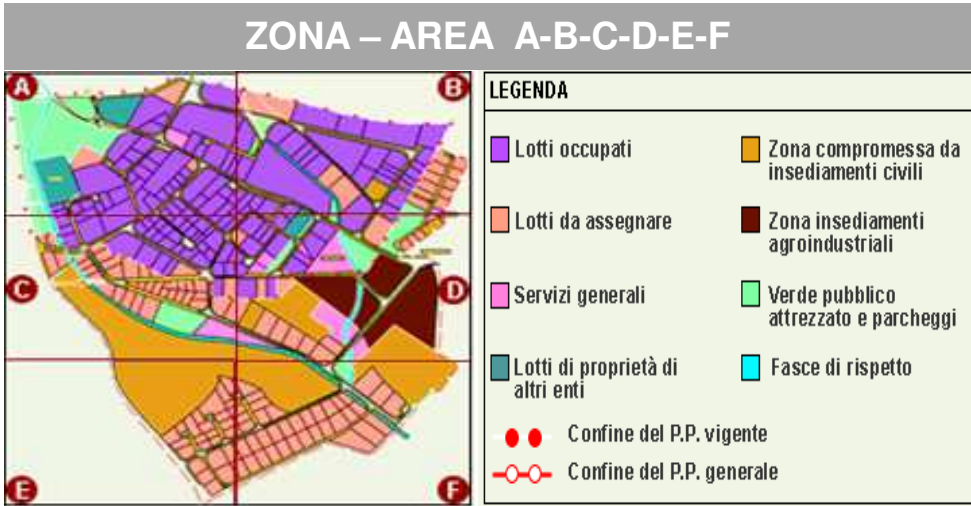 ZONA – AREA A-B-C-D-E-F
A
B
C
D
E
F
LEGENDA
Lotti occupati
Zona compromessa da
insediamenti civili
Lotti da assegnare
Zona insediamenti
agroindustriali
Servizi generali
Verde pubblico
attrezzato e parcheggi
Lotti di proprietà di
altri enti
Fasce di rispetto
Confine del P.P. vigente
Confine del P.P. generale